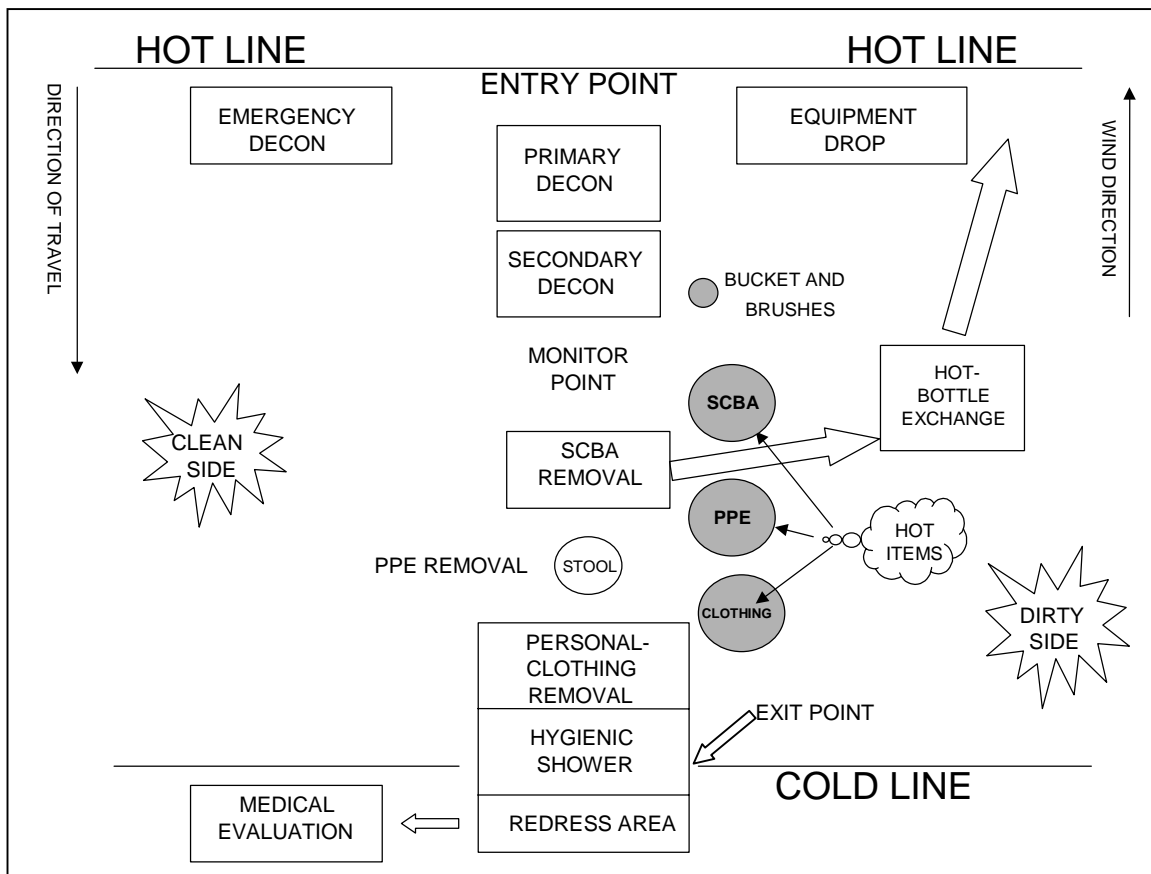 HOT LINE
HOT LINE
ENTRY POINT
DIRECTION OF TRAVEL
EMERGENCY
DECON
EQUIPMENT
DROP
WIND DIRECTION
PRIMARY
DECON
SECONDARY
DECON
BUCKET AND
BRUSHES
MONITOR
POINT
HOT-
BOTTLE
EXCHANGE
SCBA
CLEAN
SIDE
SCBA
REMOVAL
PPE
HOT
ITEMS
PPE REMOVAL
STOOL
CLOTHING
DIRTY
SIDE
PERSONAL-
CLOTHING
REMOVAL
EXIT POINT
HYGIENIC
SHOWER
COLD LINE
MEDICAL
EVALUATION
REDRESS AREA